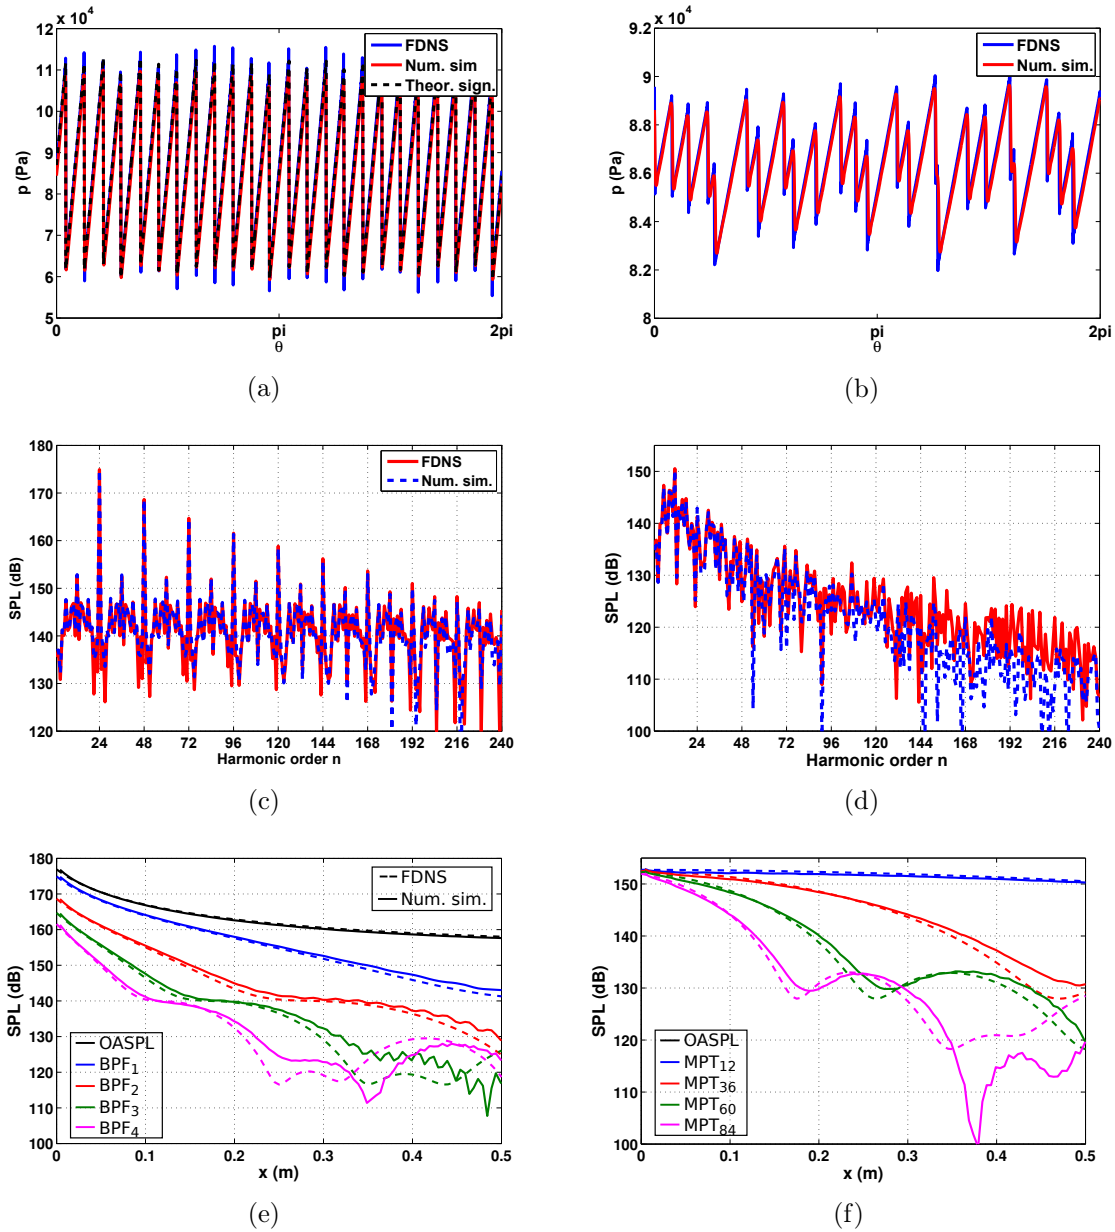 x 10⁴
12
11
10
9
8
7
6
5
p (Pa)
FDNS
Num. sim
Theor. sign.
0
pi
2pi
θ
(a)
x 10⁴
9.2
9
8.8
8.6
8.4
8.2
8
p (Pa)
FDNS
Num. sim.
0
pi
2pi
θ
(b)
180
170
160
150
140
130
120
SPL (dB)
FDNS
Num. sim.
24 48 72 96 120 144 168 192 216 240
Harmonic order n
(c)
150
140
130
120
110
100
SPL (dB)
24 48 72 96 120 144 168 192 216 240
Harmonic order n
(d)
180
170
160
150
140
130
120
110
100
SPL (dB)
FDNS
Num. sim.
OASPL
BPF₁
BPF₂
BPF₃
BPF₄
0 0.1 0.2 0.3 0.4 0.5
x (m)
(e)
150
140
130
120
110
100
SPL (dB)
OASPL
MPT₁₂
MPT₃₆
MPT₆₀
MPT₈₄
0 0.1 0.2 0.3 0.4 0.5
x (m)
(f)